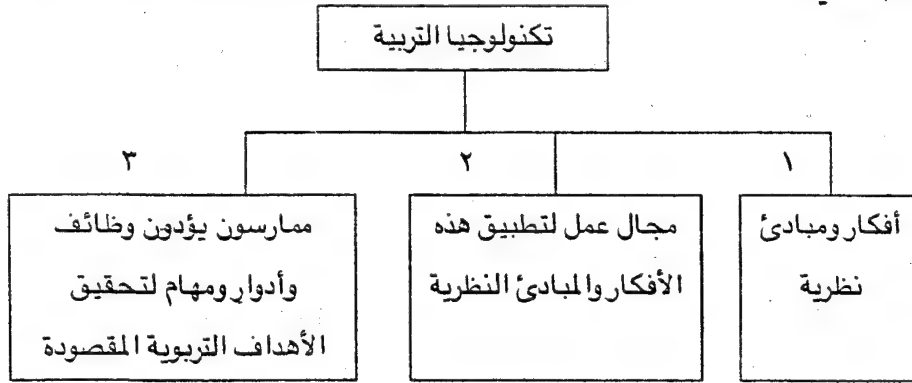 تكنولوجيا التربية
١
٢
٣
أفكار ومبادئ
نظرية
مجال عمل لتطبيق هذه
الأفكار والمبادئ النظرية
ممارسون يؤدون وظائف
وأدوار ومهام لتحقيق
الأهداف التربوية المقصودة